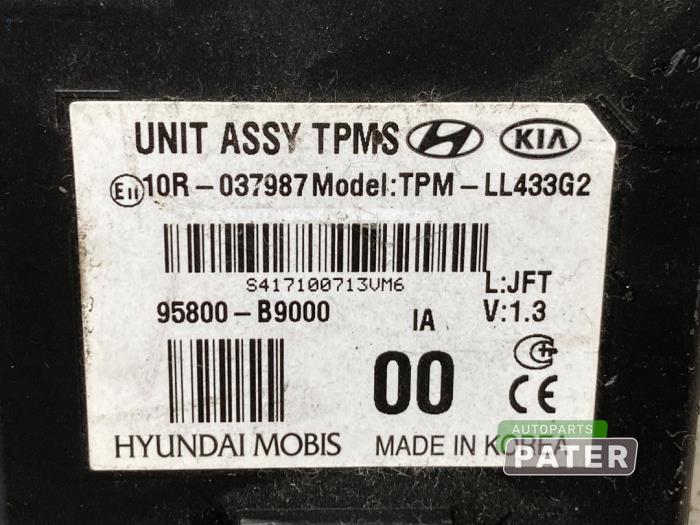 UNIT ASSY TPMS HYUNDAI KIA
E11 10R-037987 Model:TPM-LL433G2
S417100713VM6
L:JFT
95800-B9000 IA V:1.3
00
CE
HYUNDAI MOBIS MADE IN KOREA
AUTOPARTS
PATER